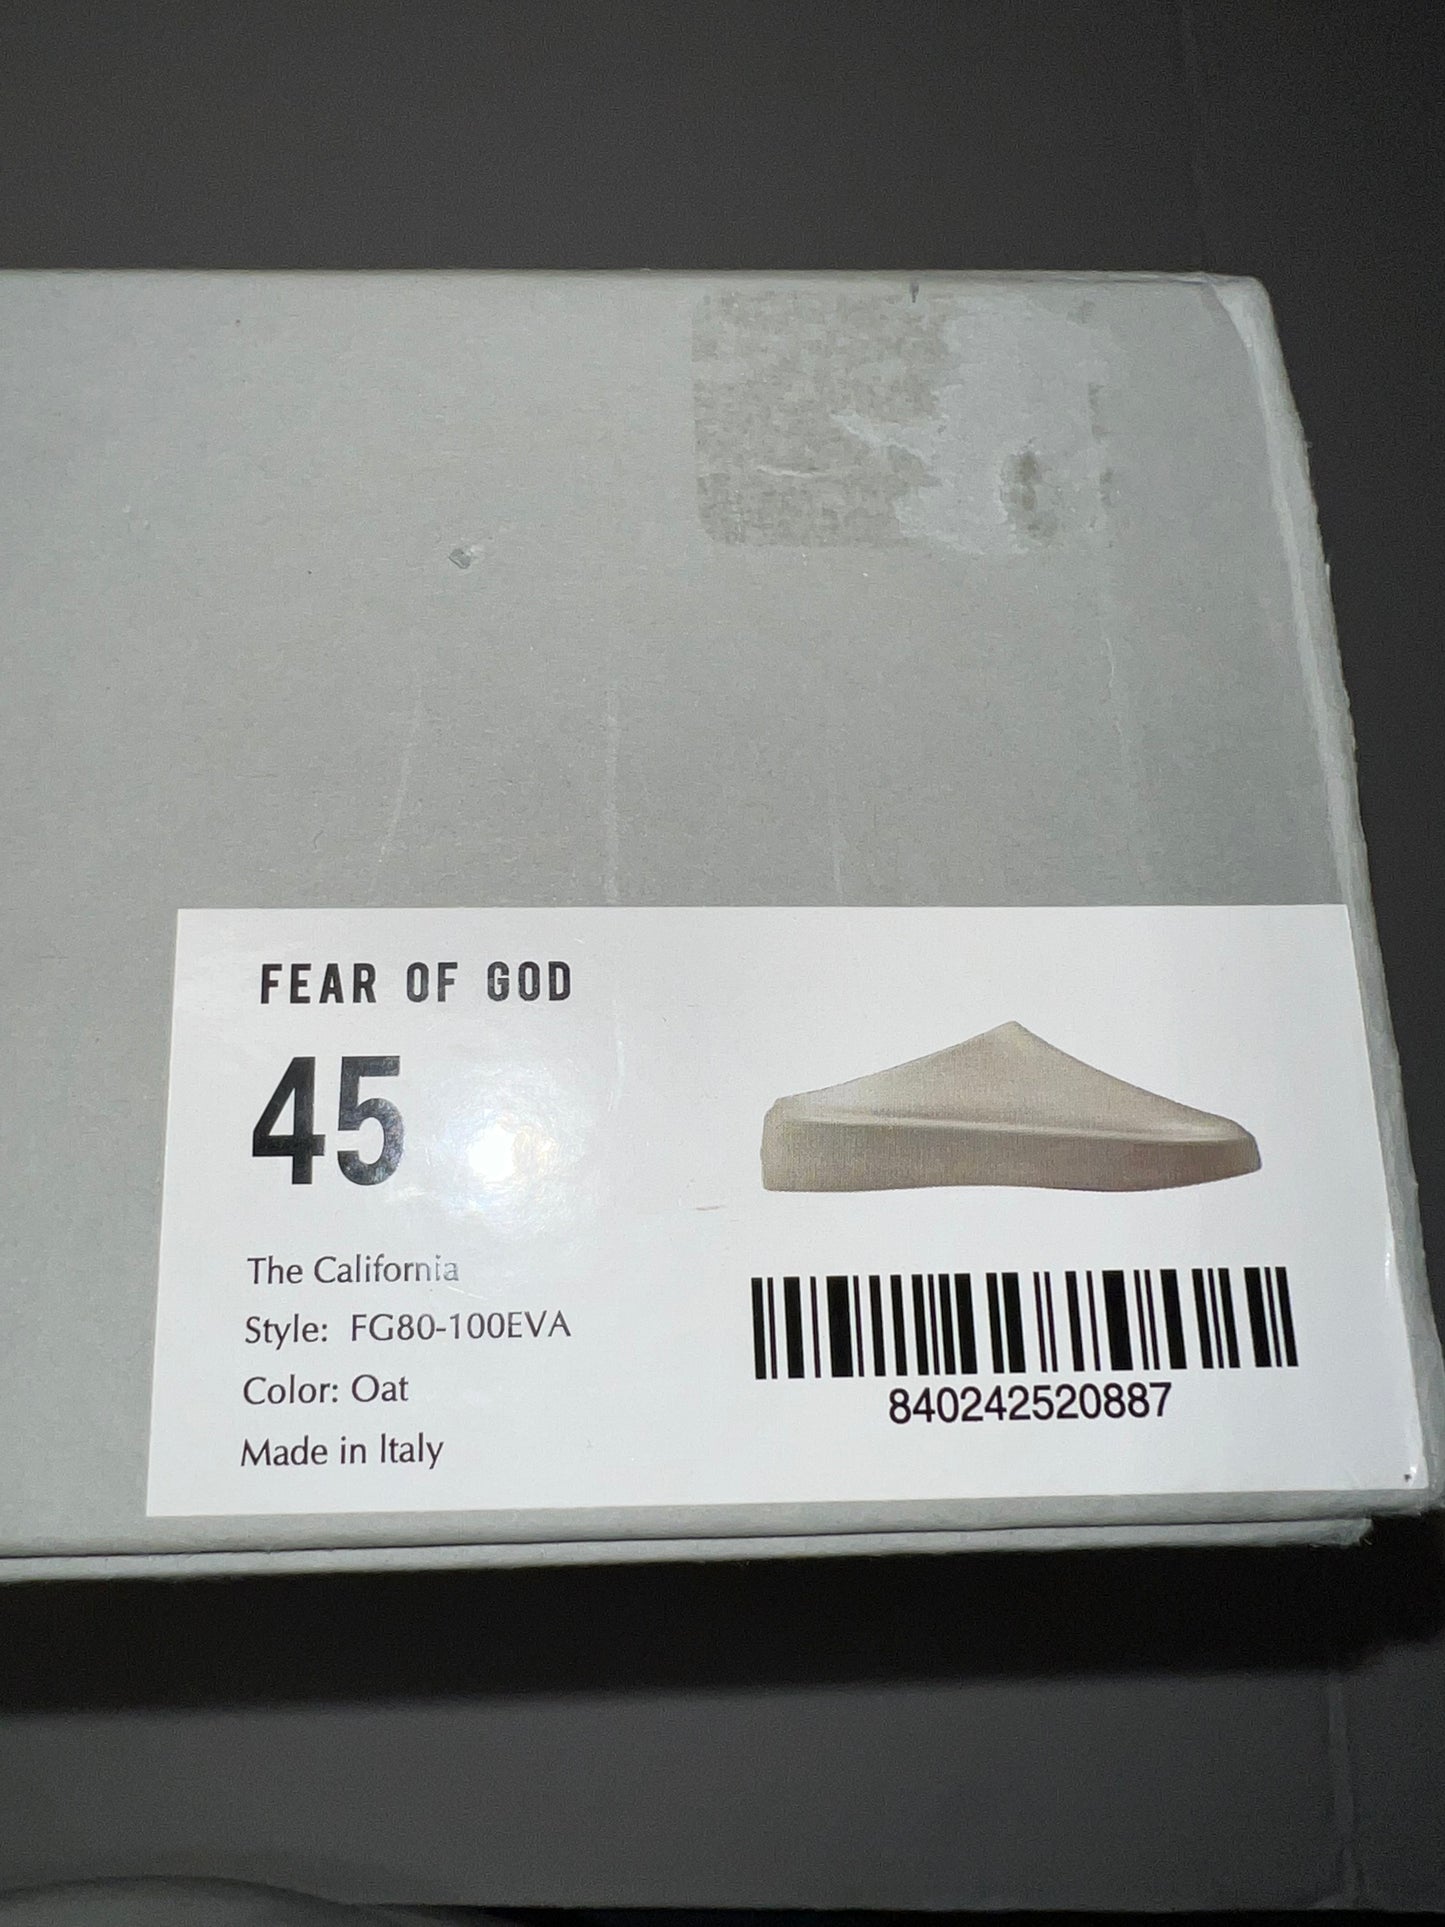 FEAR OF GOD
45
The California
Style: FG80-100EVA
Color: Oat
Made in Italy
840242520887